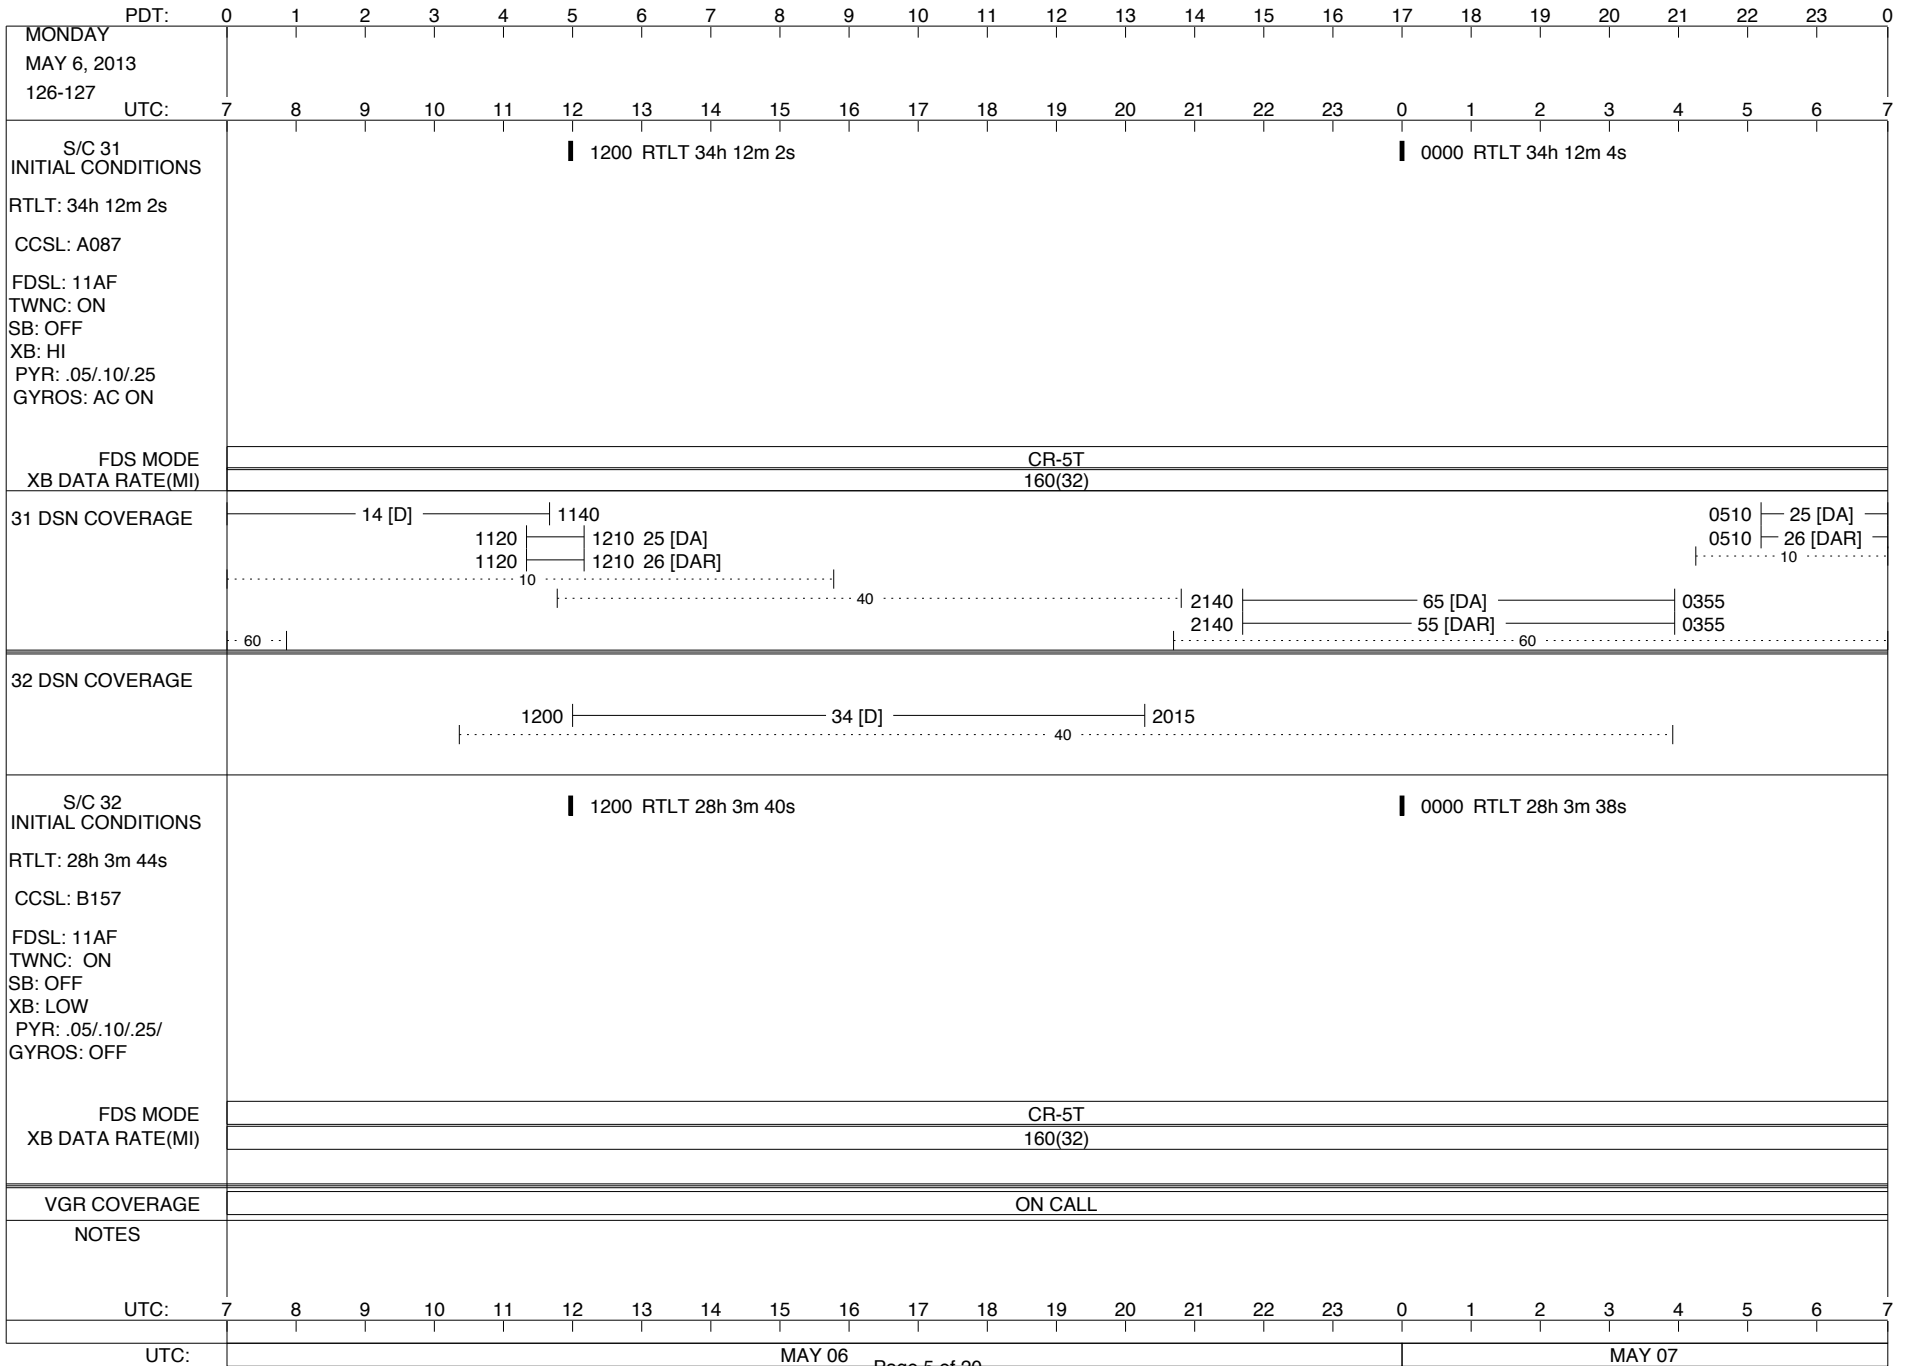 PDT: 0 1 2 3 4 5 6 7 8 9 10 11 12 13 14 15 16 17 18 19 20 21 22 23 0
MONDAY
MAY 6, 2013
126-127
UTC: 7 8 9 10 11 12 13 14 15 16 17 18 19 20 21 22 23 0 1 2 3 4 5 6 7
S/C 31
INITIAL CONDITIONS
1200 RTLT 34h 12m 2s
0000 RTLT 34h 12m 4s
RTLT: 34h 12m 2s
CCSL: A087
FDSL: 11AF
TWNC: ON
SB: OFF
XB: HI
PYR: .05/.10/.25
GYROS: AC ON
FDS MODE CR-5T
XB DATA RATE(MI) 160(32)
31 DSN COVERAGE 14 [D] 1140 0510 25 [DA]
1120 1210 25 [DA] 0510 26 [DAR]
1120 1210 26 [DAR] 10
10
40 2140 65 [DA] 0355
2140 55 [DAR] 0355
60 60
32 DSN COVERAGE
1200 34 [D] 2015
40
S/C 32
INITIAL CONDITIONS
1200 RTLT 28h 3m 40s
0000 RTLT 28h 3m 38s
RTLT: 28h 3m 44s
CCSL: B157
FDSL: 11AF
TWNC: ON
SB: OFF
XB: LOW
PYR: .05/.10/.25/
GYROS: OFF
FDS MODE CR-5T
XB DATA RATE(MI) 160(32)
VGR COVERAGE ON CALL
NOTES
UTC: 7 8 9 10 11 12 13 14 15 16 17 18 19 20 21 22 23 0 1 2 3 4 5 6 7
UTC: MAY 06 MAY 07
Page 5 of 20